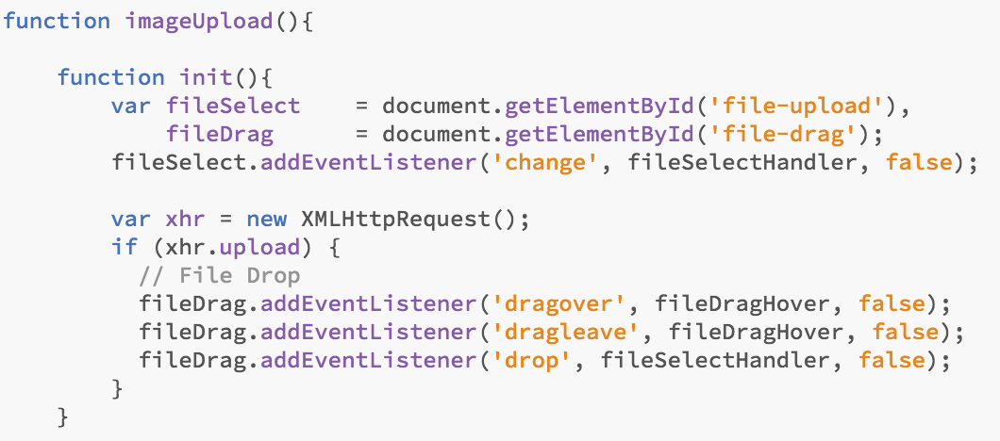 function imageUpload(){
function init(){
var fileSelect    = document.getElementById('file-upload'),
fileDrag      = document.getElementById('file-drag');
fileSelect.addEventListener('change', fileSelectHandler, false);
var xhr = new XMLHttpRequest();
if (xhr.upload) {
// File Drop
fileDrag.addEventListener('dragover', fileDragHover, false);
fileDrag.addEventListener('dragleave', fileDragHover, false);
fileDrag.addEventListener('drop', fileSelectHandler, false);
}
}